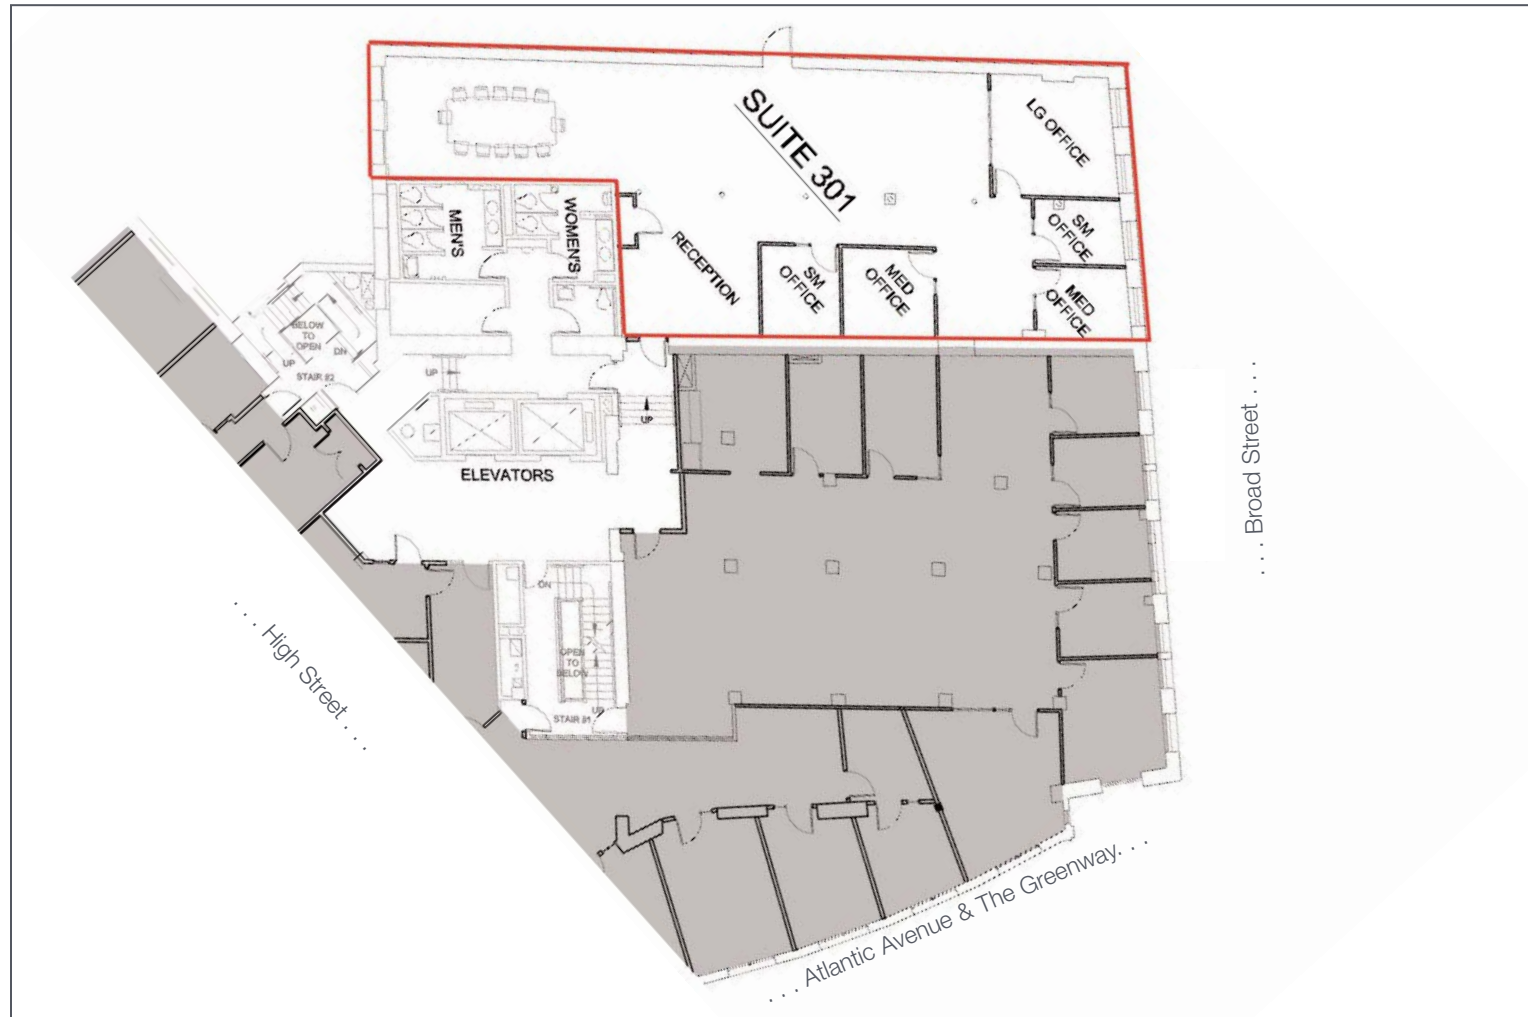 SUITE 301
LG OFFICE
MEN'S
WOMEN'S
RECEPTION
SM
OFFICE
MED
OFFICE
SM
OFFICE
MED
OFFICE
BELOW
TO
OPEN
UP
DN
STAIR #2
UP
UP
ELEVATORS
DN
OPEN
TO
BELOW
UP
STAIR #1
. . . High Street . . .
. . . Broad Street . . .
. . . Atlantic Avenue & The Greenway. . .